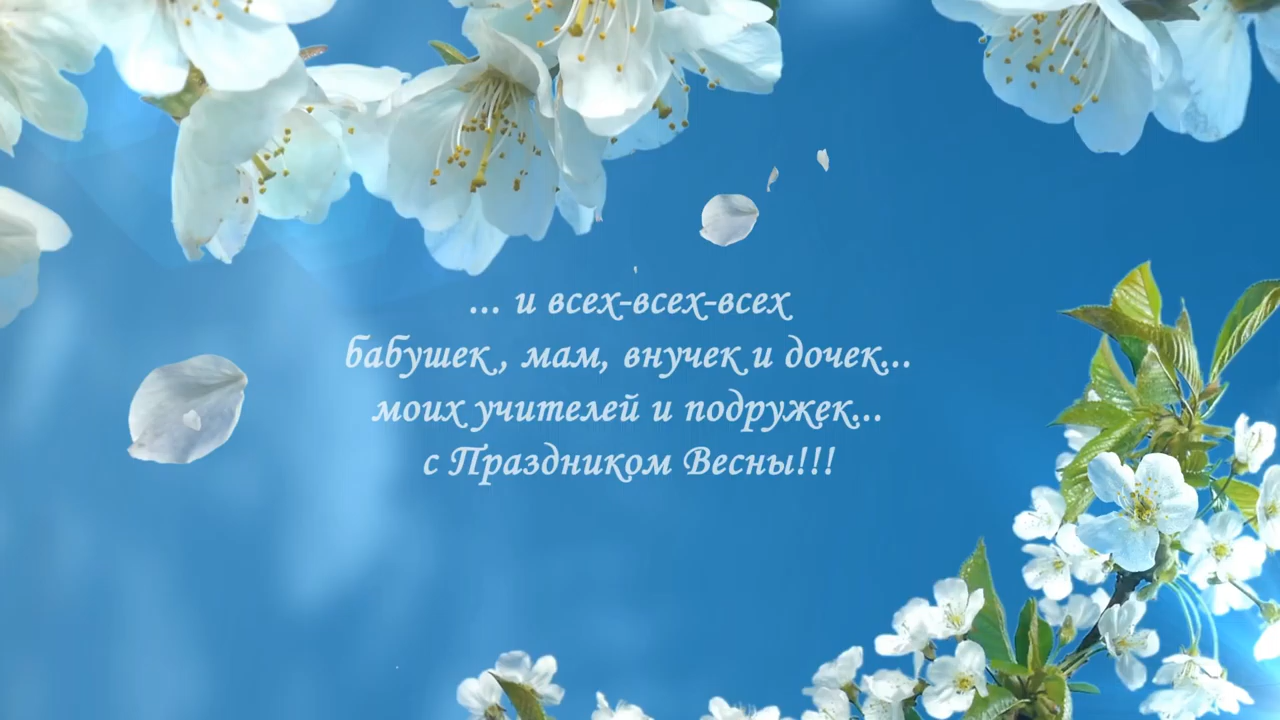 ... и всех-всех-всех
бабушек, мам, внучек и дочек...
моих учителей и подружек...
с Праздником Весны!!!